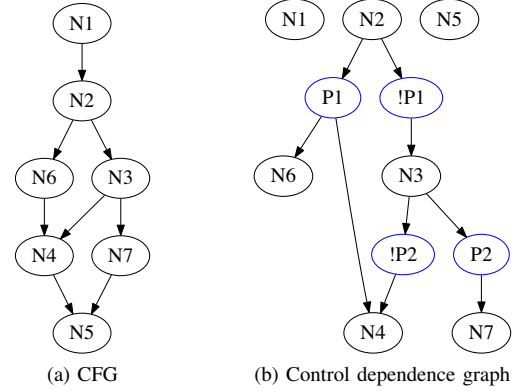 N1 N1 N2 N5
N2 P1 !P1
N6 N3 N6 N3
N4 N7 !P2 P2
N5 N4 N7
(a) CFG (b) Control dependence graph